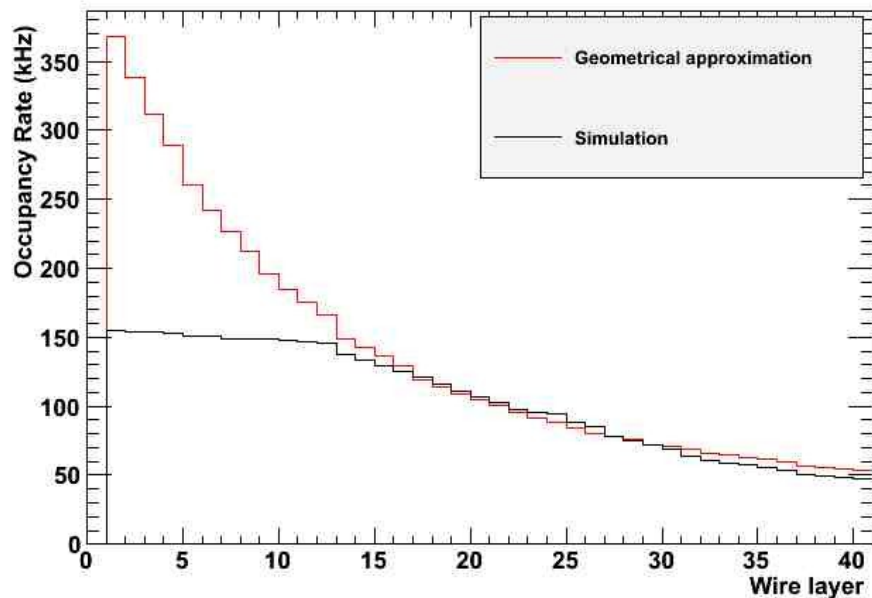 Occupancy Rate (kHz)
350
300
250
200
150
100
50
0
Geometrical approximation
Simulation
0 5 10 15 20 25 30 35 40
Wire layer